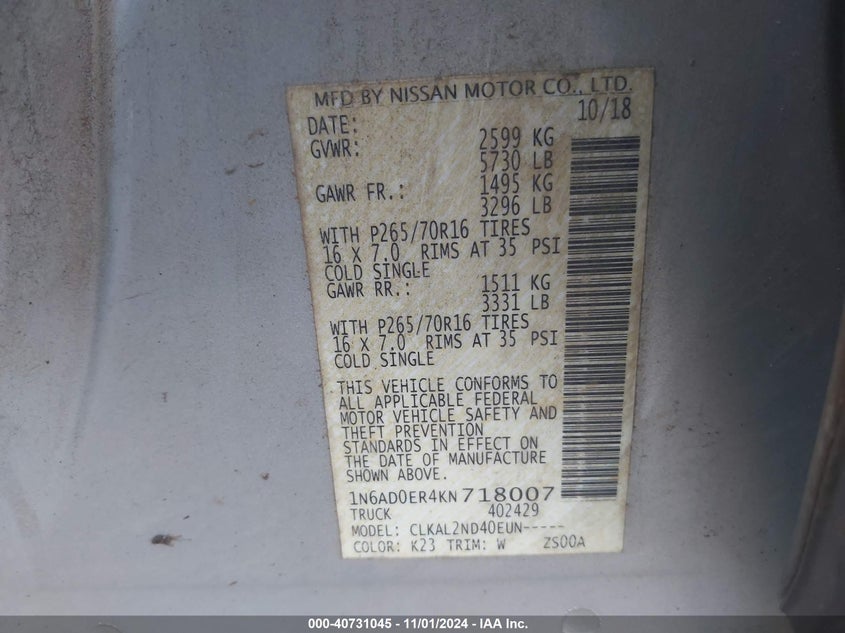 MFD BY NISSAN MOTOR CO., LTD.
DATE: 10/18
GVWR: 2599 KG
5730 LB
GAWR FR.: 1495 KG
3296 LB
WITH P265/70R16 TIRES
16 X 7.0 RIMS AT 35 PSI
COLD SINGLE
GAWR RR.: 1511 KG
3331 LB
WITH P265/70R16 TIRES
16 X 7.0 RIMS AT 35 PSI
COLD SINGLE
THIS VEHICLE CONFORMS TO
ALL APPLICABLE FEDERAL
MOTOR VEHICLE SAFETY AND
THEFT PREVENTION
STANDARDS IN EFFECT ON
THE DATE OF MANUFACTURE
SHOWN ABOVE.
1N6AD0ER4KN718007
TRUCK 402429
MODEL: CLKAL2ND40EUN-----
COLOR: K23 TRIM: W ZS00A
000-40731045 - 11/01/2024 - IAA Inc.